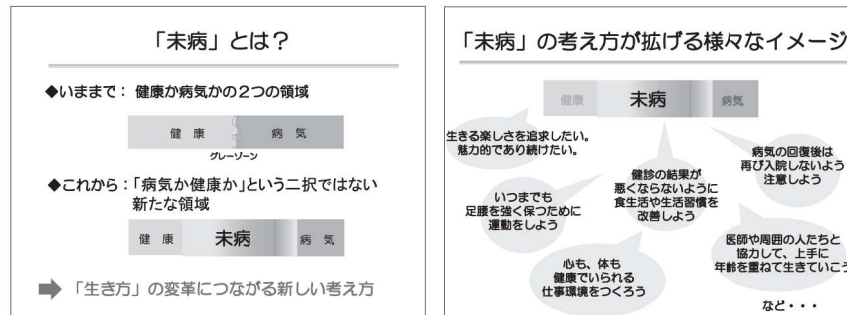 「未病」とは？
◆いままで： 健康か病気かの２つの領域
健 康
病 気
グレーゾーン
◆これから：「病気か健康か」という二択ではない
新たな領域
健 康
未病
病 気
➡ 「生き方」の変革につながる新しい考え方
「未病」の考え方が拡げる様々なイメージ
健康
未病
病気
生きる楽しさを追求したい。
魅力的であり続けたい。
いつまでも
足腰を強く保つために
運動をしよう
健診の結果が
悪くならないように
食生活や生活習慣を
改善しよう
病気の回復後は
再び入院しないよう
注意しよう
心も、体も
健康でいられる
仕事環境をつくろう
医師や周囲の人たちと
協力して、上手に
年齢を重ねて生きていこう
など・・・